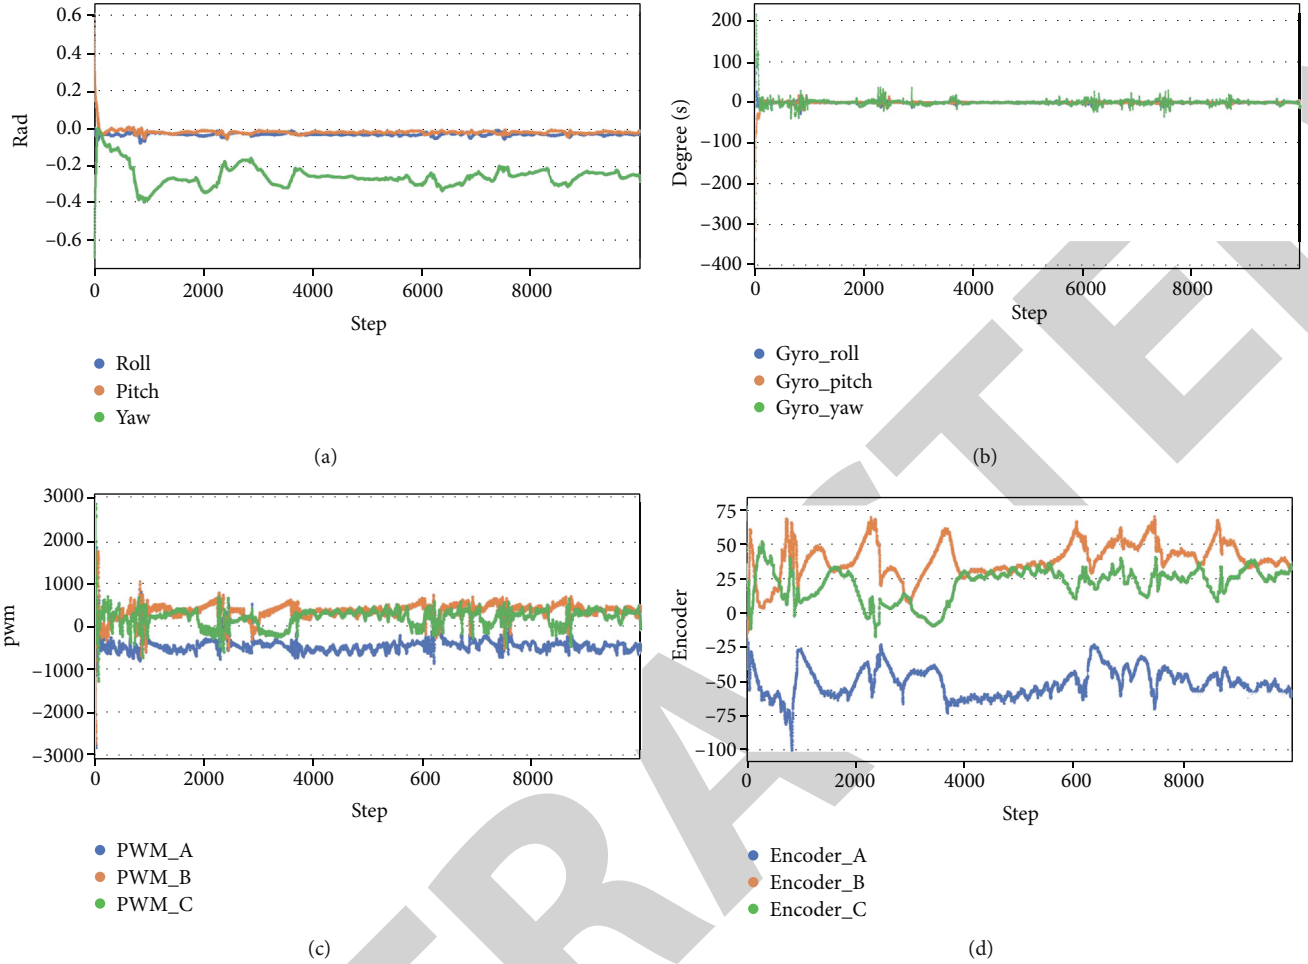 0.6
0.4
0.2
0.0
−0.2
−0.4
−0.6
Rad
0 2000 4000 6000 8000
Step
Roll
Pitch
Yaw
(a)
200
100
0
−100
−200
−300
−400
Degree (s)
0 2000 4000 6000 8000
Step
Gyro_roll
Gyro_pitch
Gyro_yaw
(b)
3000
2000
1000
0
−1000
−2000
−3000
pwm
0 2000 4000 600 8000
Step
PWM_A
PWM_B
PWM_C
(c)
75
50
25
0
−25
−50
−75
−100
Encoder
0 2000 4000 600 8000
Step
Encoder_A
Encoder_B
Encoder_C
(d)